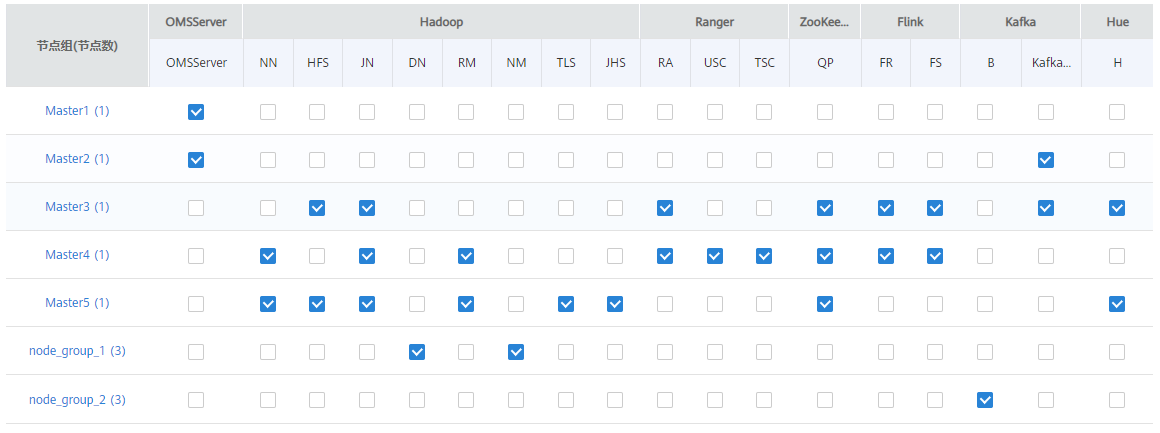 节点组(节点数) OMSServer Hadoop Ranger ZooKee... Flink Kafka Hue
OMSServer NN HFS JN DN RM NM TLS JHS RA USC TSC QP FR FS B Kafka... H
Master1 (1)
Master2 (1)
Master3 (1)
Master4 (1)
Master5 (1)
node_group_1 (3)
node_group_2 (3)